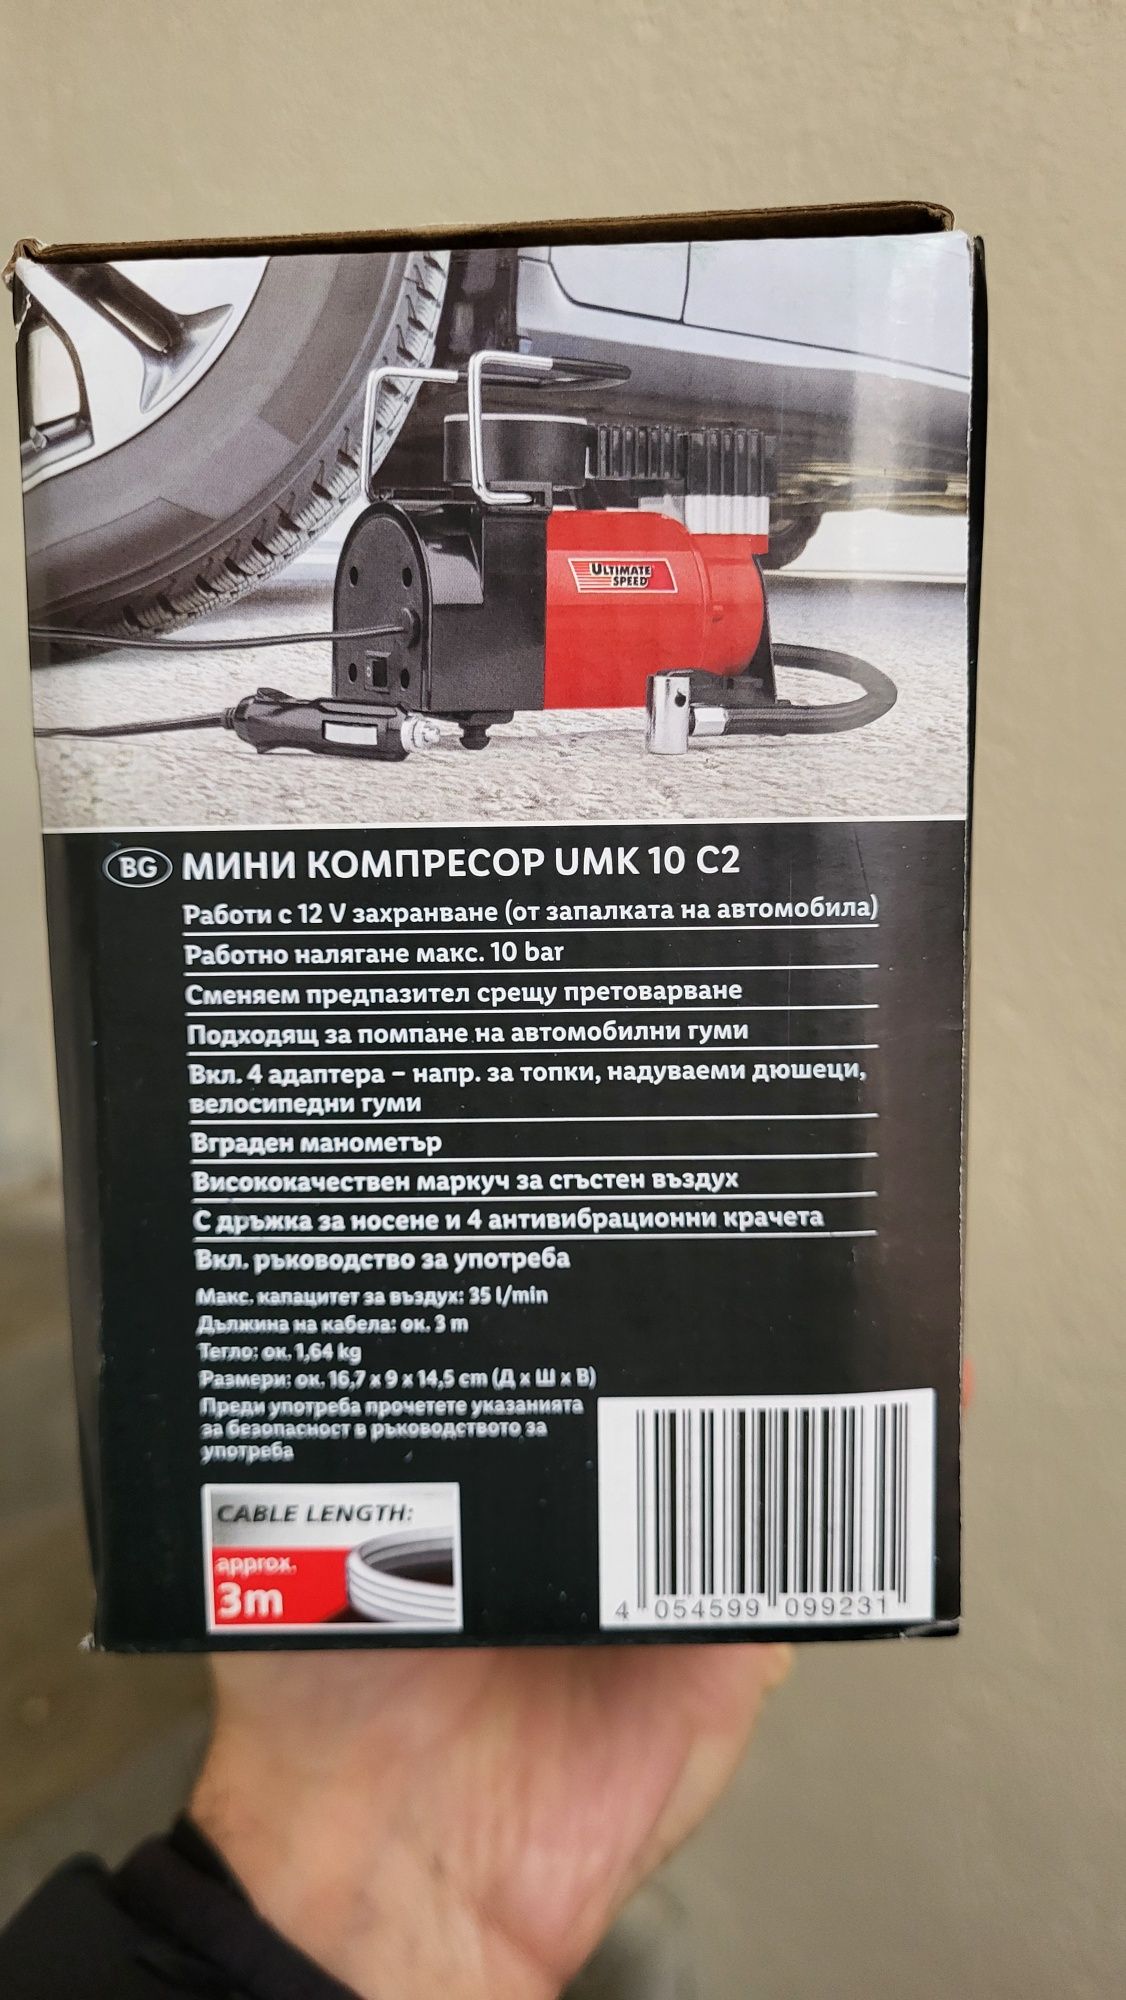 ULTIMATE
SPEED
BG МИНИ КОМПРЕСОР UMK 10 C2
Работи с 12 V захранване (от запалката на автомобила)
Работно налягане макс. 10 bar
Сменяем предпазител срещу претоварване
Подходящ за помпане на автомобилни гуми
Вкл. 4 адаптера – напр. за топки, надуваеми дюшеци,
велосипедни гуми
Вграден манометър
Висококачествен маркуч за сгъстен въздух
С дръжка за носене и 4 антивибрационни крачета
Вкл. ръководство за употреба
Макс. капацитет за въздух: 35 l/min
Дължина на кабела: ок. 3 m
Тегло: ок. 1,64 kg
Размери: ок. 16,7 x 9 x 14,5 cm (Д x Ш x В)
Преди употреба прочетете указанията
за безопасност в ръководството за
употреба
CABLE LENGTH:
approx.
3m
4 054599 099231